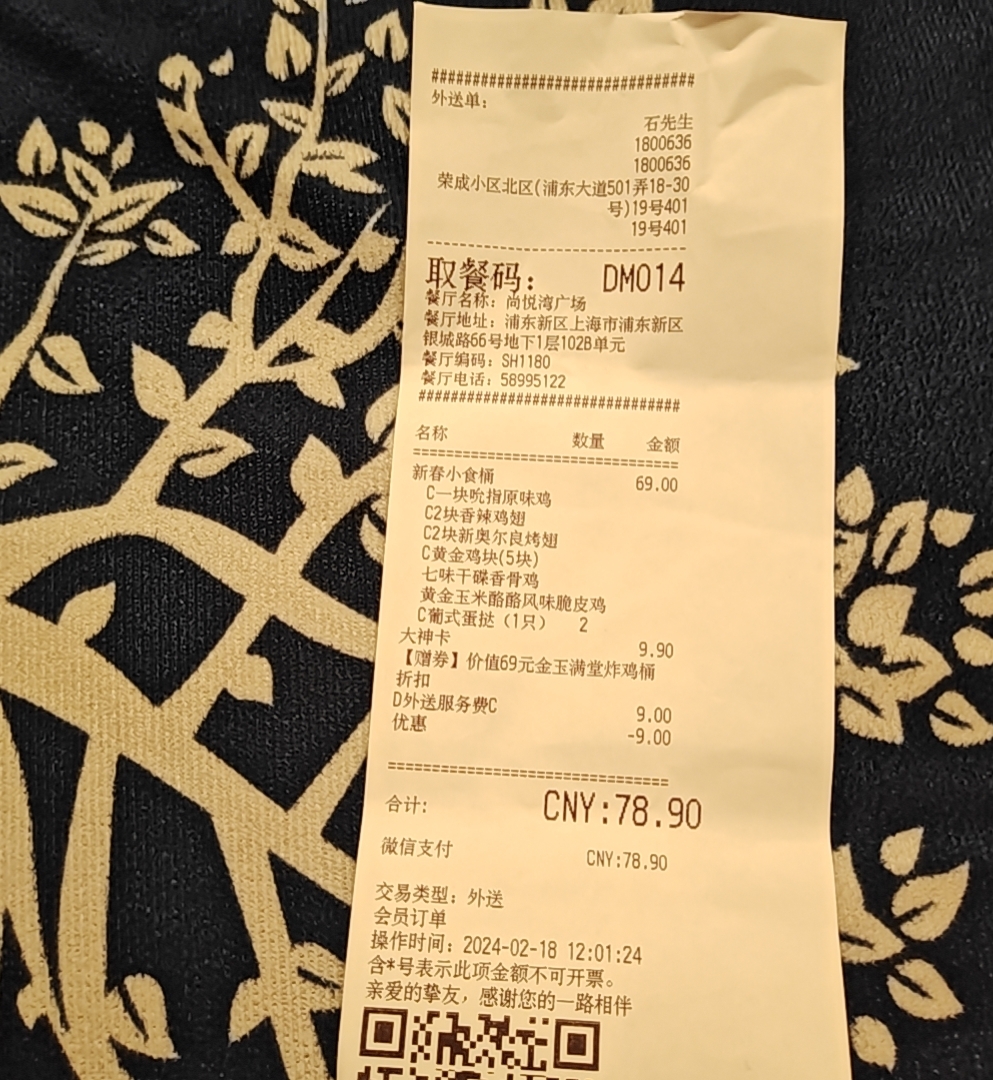 ################################
外送单:
石先生
1800636
1800636
荣成小区北区(浦东大道501弄18-30
号)19号401
19号401
--------------------------------
取餐码: DM014
餐厅名称: 尚悦湾广场
餐厅地址: 浦东新区上海市浦东新区
银城路66号地下1层102B单元
餐厅编码: SH1180
餐厅电话: 58995122
################################
名称 数量 金额
================================
新春小食桶 69.00
C一块吮指原味鸡
C2块香辣鸡翅
C2块新奥尔良烤翅
C黄金鸡块(5块)
七味干碟香骨鸡
黄金玉米酪酪风味脆皮鸡
C葡式蛋挞（1只） 2
大神卡 9.90
【赠券】价值69元金玉满堂炸鸡桶
折扣
D外送服务费C 9.00
优惠 -9.00
================================
合计: CNY:78.90
微信支付 CNY:78.90
交易类型: 外送
会员订单
操作时间: 2024-02-18 12:01:24
含*号表示此项金额不可开票。
亲爱的挚友，感谢您的一路相伴